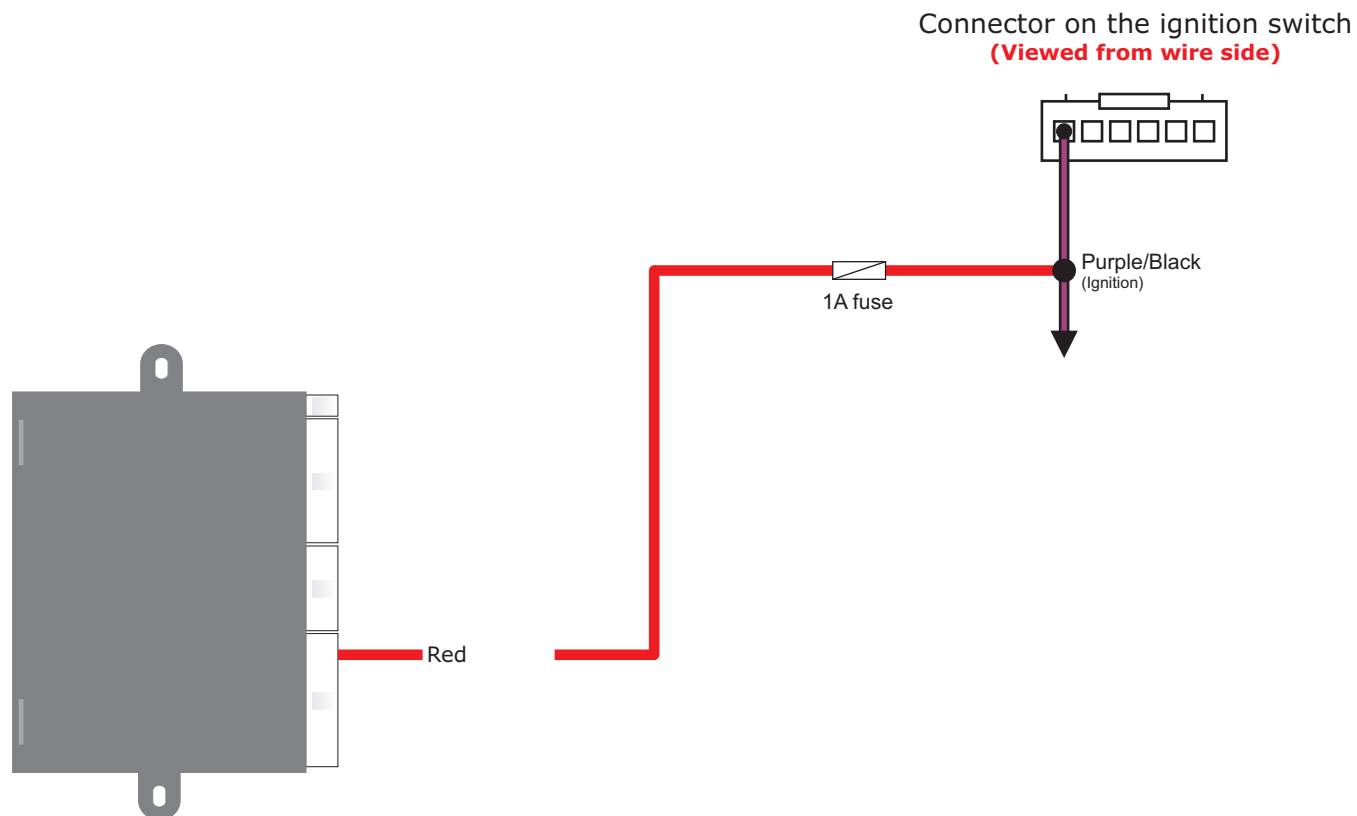 Connector on the ignition switch
(Viewed from wire side)
Purple/Black
(Ignition)
1A fuse
Red